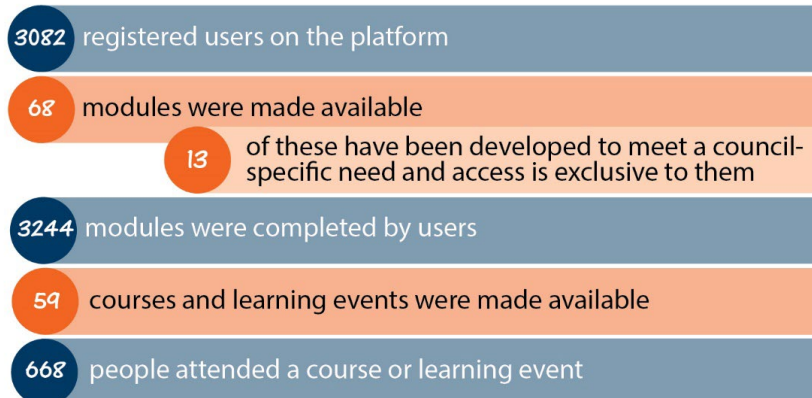 3082 registered users on the platform
68 modules were made available
13 of these have been developed to meet a council-
specific need and access is exclusive to them
3244 modules were completed by users
59 courses and learning events were made available
668 people attended a course or learning event